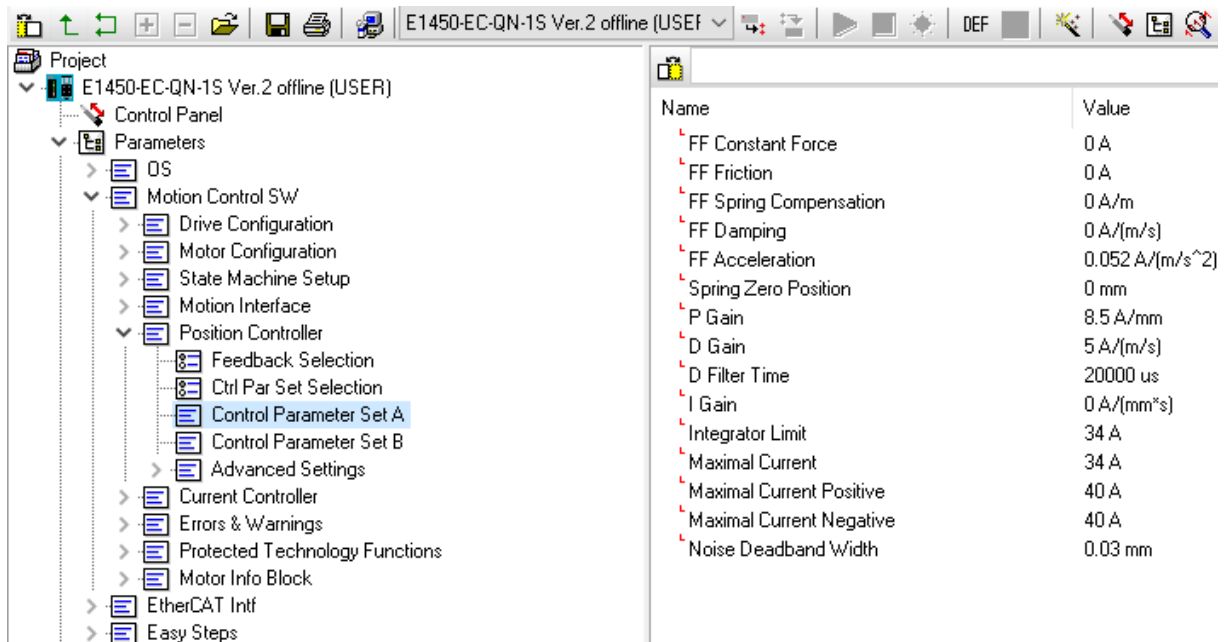 E1450-EC-QN-1S Ver.2 offline (USEF
DEF
Project
E1450-EC-QN-1S Ver.2 offline (USER)
Control Panel
Parameters
OS
Motion Control SW
Drive Configuration
Motor Configuration
State Machine Setup
Motion Interface
Position Controller
Feedback Selection
Ctrl Par Set Selection
Control Parameter Set A
Control Parameter Set B
Advanced Settings
Current Controller
Errors & Warnings
Protected Technology Functions
Motor Info Block
EtherCAT Intf
Easy Steps
Name Value
FF Constant Force 0 A
FF Friction 0 A
FF Spring Compensation 0 A/m
FF Damping 0 A/(m/s)
FF Acceleration 0.052 A/(m/s^2)
Spring Zero Position 0 mm
P Gain 8.5 A/mm
D Gain 5 A/(m/s)
D Filter Time 20000 us
I Gain 0 A/(mm*s)
Integrator Limit 34 A
Maximal Current 34 A
Maximal Current Positive 40 A
Maximal Current Negative 40 A
Noise Deadband Width 0.03 mm